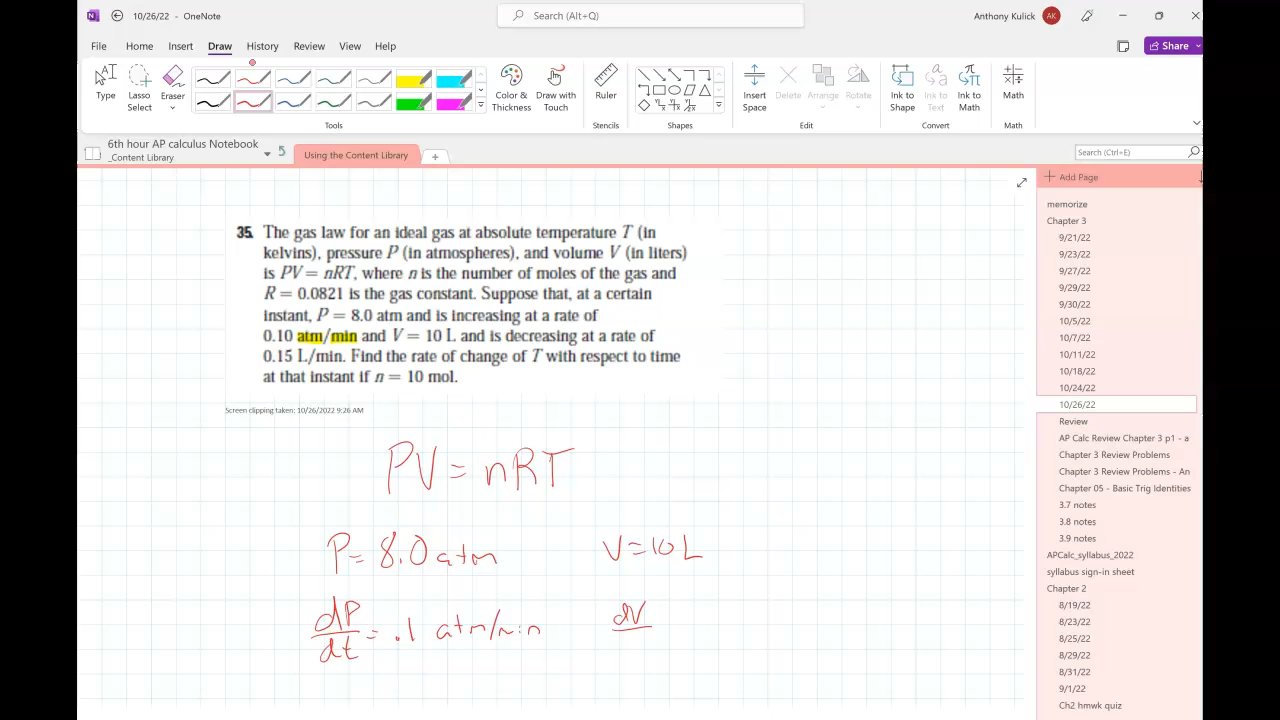 10/26/22 - OneNote
Search (Alt+Q)
Anthony Kulick
AK
File Home Insert Draw History Review View Help
Share
Type
Lasso Select
Eraser
Color & Thickness
Draw with Touch
Ruler
Insert Space
Delete
Arrange
Rotate
Ink to Shape
Ink to Text
Ink to Math
Math
Tools
Stencils
Shapes
Edit
Convert
Math
6th hour AP calculus Notebook
_Content Library
Using the Content Library
Search (Ctrl+E)
Add Page
35. The gas law for an ideal gas at absolute temperature T (in
kelvins), pressure P (in atmospheres), and volume V (in liters)
is PV = nRT, where n is the number of moles of the gas and
R = 0.0821 is the gas constant. Suppose that, at a certain
instant, P = 8.0 atm and is increasing at a rate of
0.10 atm/min and V = 10 L and is decreasing at a rate of
0.15 L/min. Find the rate of change of T with respect to time
at that instant if n = 10 mol.
Screen clipping taken: 10/26/2022 9:26 AM
PV = nRT
P = 8.0 atm
V = 10 L
dP/dt = .1 atm/min
dV
memorize
Chapter 3
9/21/22
9/23/22
9/27/22
9/29/22
9/30/22
10/5/22
10/7/22
10/11/22
10/18/22
10/24/22
10/26/22
Review
AP Calc Review Chapter 3 p1 - a
Chapter 3 Review Problems
Chapter 3 Review Problems - An
Chapter 05 - Basic Trig Identities
3.7 notes
3.8 notes
3.9 notes
APCalc_syllabus_2022
syllabus sign-in sheet
Chapter 2
8/19/22
8/23/22
8/25/22
8/29/22
8/31/22
9/1/22
Ch2 hmwk quiz